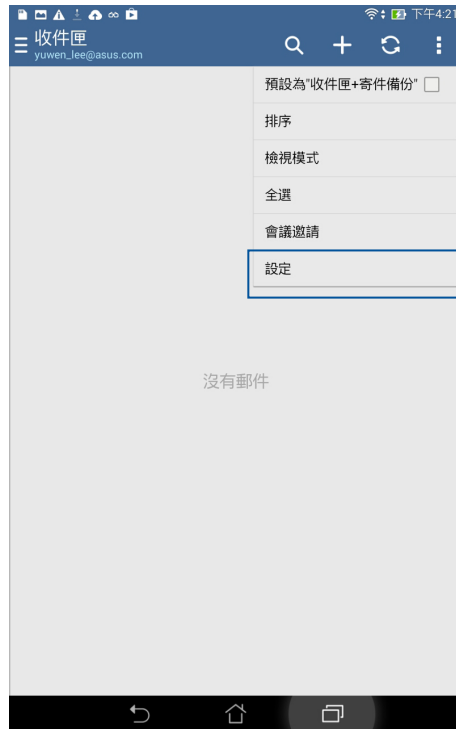 下午4:21
收件匣
yuwen_lee@asus.com
預設為"收件匣+寄件備份"
排序
檢視模式
全選
會議邀請
設定
沒有郵件